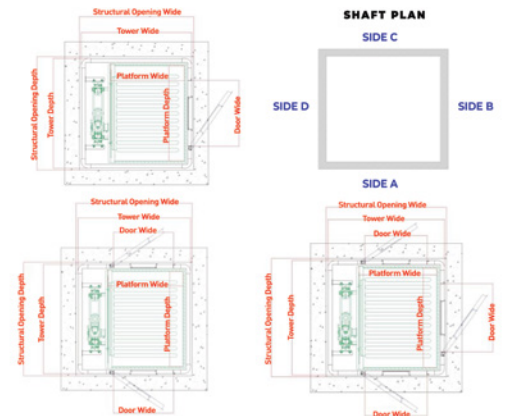 Structural Opening Wide
Tower Wide
Platform Wide
Structural Opening Depth
Tower Depth
Platform Depth
Door Wide
SHAFT PLAN
SIDE C
SIDE D
SIDE B
SIDE A
Structural Opening Wide
Tower Wide
Door Wide
Platform Wide
Structural Opening Depth
Tower Depth
Platform Depth
Door Wide
Structural Opening Wide
Tower Wide
Door Wide
Platform Wide
Structural Opening Depth
Tower Depth
Platform Depth
Door Wide
Door Wide